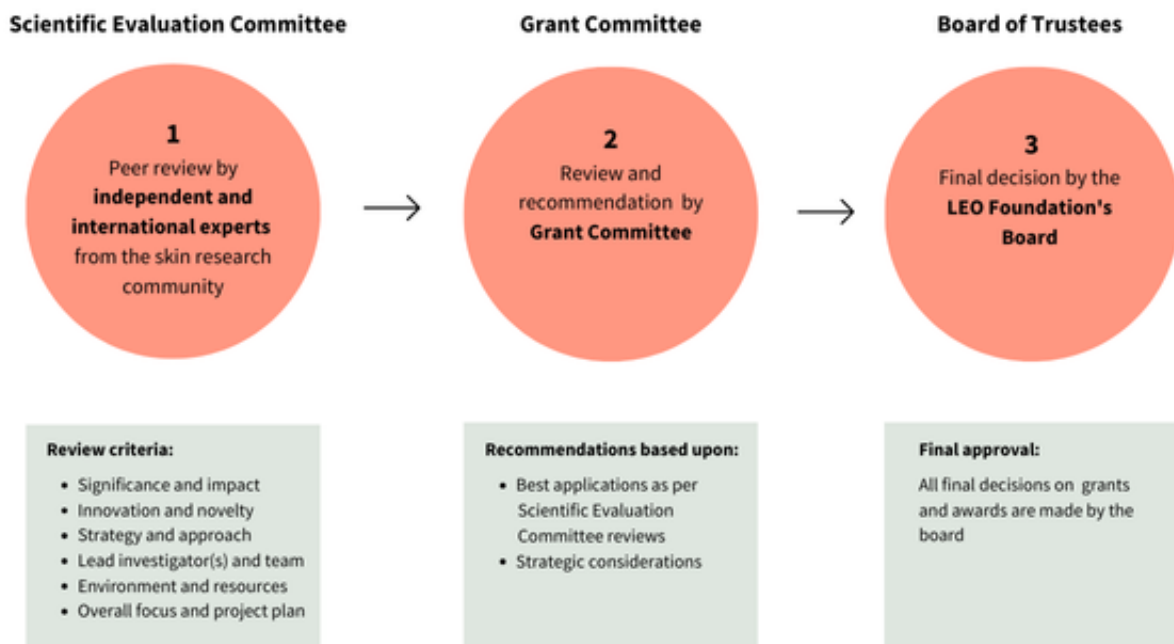 Scientific Evaluation Committee
1
Peer review by
independent and
international experts
from the skin research
community
Review criteria:
• Significance and impact
• Innovation and novelty
• Strategy and approach
• Lead investigator(s) and team
• Environment and resources
• Overall focus and project plan
Grant Committee
2
Review and
recommendation by
Grant Committee
Recommendations based upon:
• Best applications as per
Scientific Evaluation
Committee reviews
• Strategic considerations
Board of Trustees
3
Final decision by the
LEO Foundation's
Board
Final approval:
All final decisions on grants
and awards are made by the
board